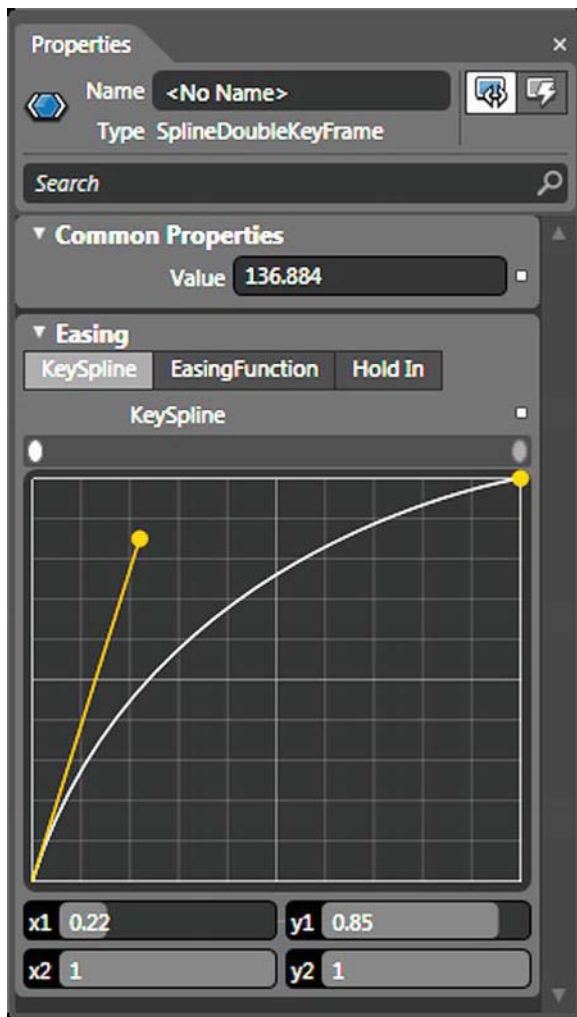 Properties
Name <No Name>
Type SplineDoubleKeyFrame
Search
Common Properties
Value 136.884
Easing
KeySpline EasingFunction Hold In
KeySpline
x1 0.22 y1 0.85
x2 1 y2 1